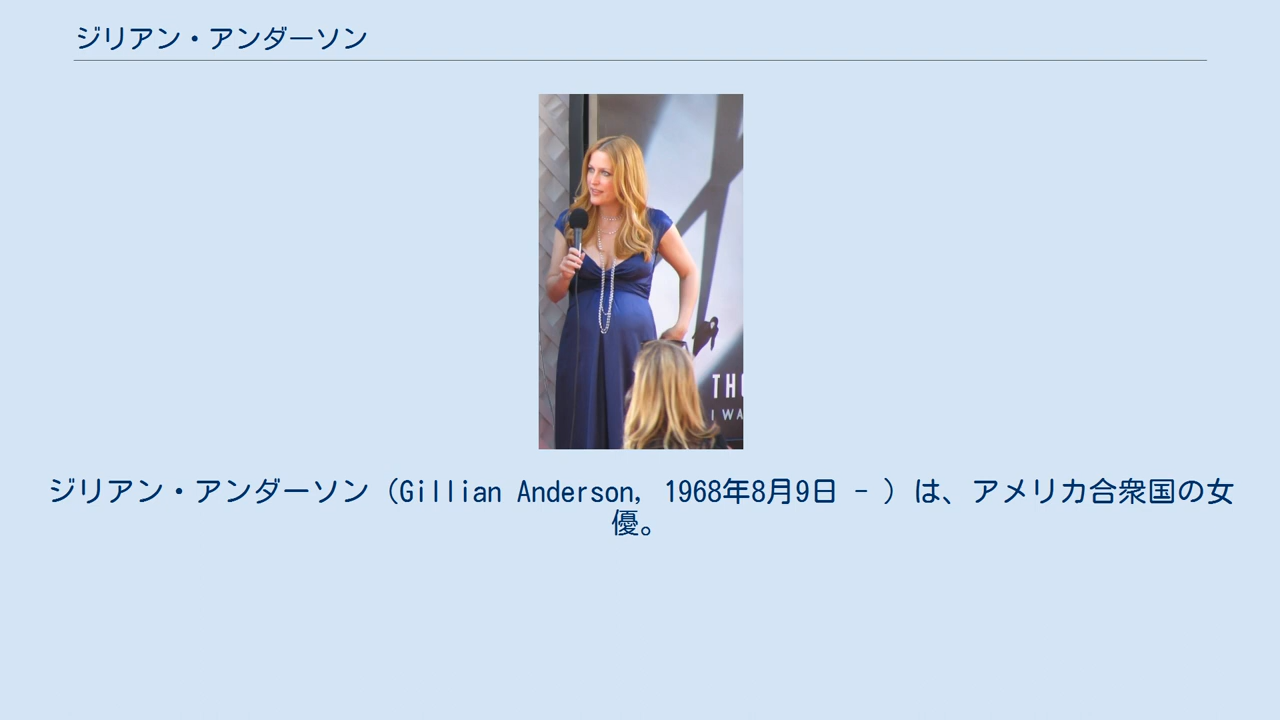 ジリアン・アンダーソン
THE
I WA
ジリアン・アンダーソン（Gillian Anderson, 1968年8月9日 - ）は、アメリカ合衆国の女
優。